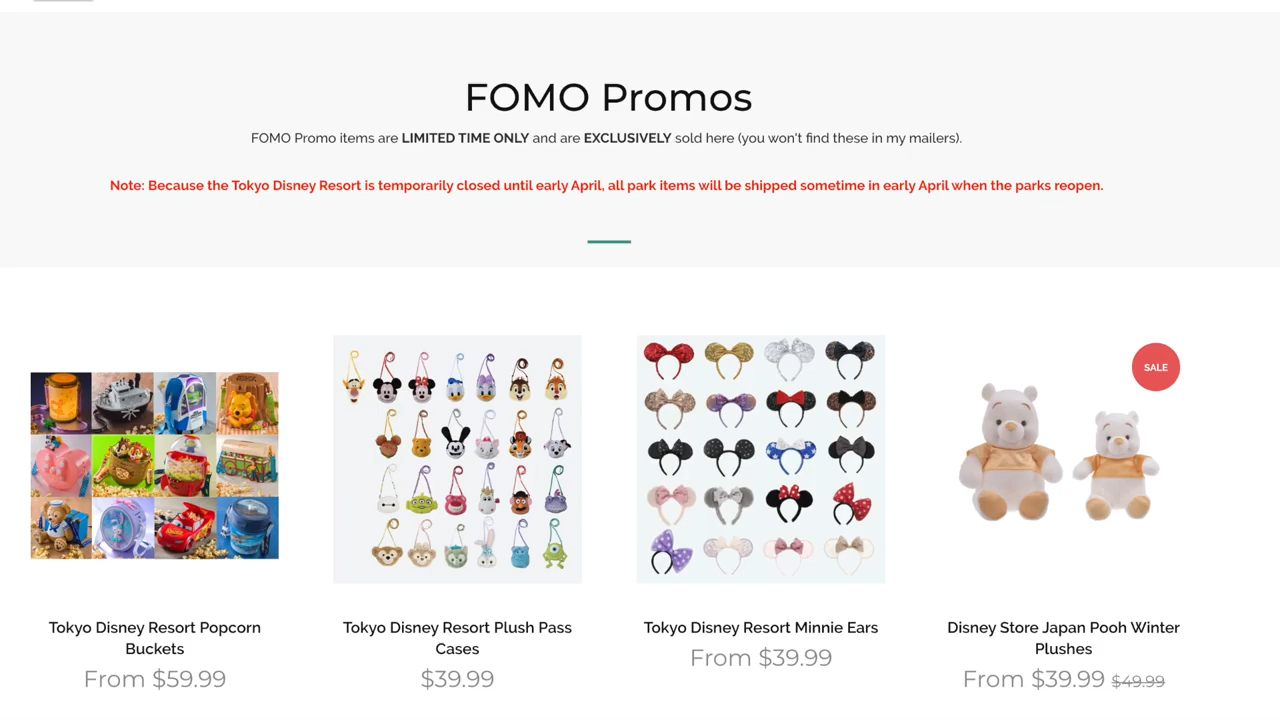 FOMO Promos
FOMO Promo items are LIMITED TIME ONLY and are EXCLUSIVELY sold here (you won't find these in my mailers).
Note: Because the Tokyo Disney Resort is temporarily closed until early April, all park items will be shipped sometime in early April when the parks reopen.
SALE
Tokyo Disney Resort Popcorn
Buckets
From $59.99
Tokyo Disney Resort Plush Pass
Cases
$39.99
Tokyo Disney Resort Minnie Ears
From $39.99
Disney Store Japan Pooh Winter
Plushes
From $39.99 $49.99